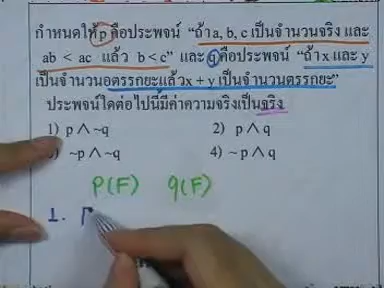 กำหนดให้ p คือประพจน์ "ถ้า a, b, c เป็นจำนวนจริง และ
ab < ac แล้ว b < c" และ q คือประพจน์ "ถ้า x และ y
เป็นจำนวนอตรรกยะแล้ว x + y เป็นจำนวนตรรกยะ"
ประพจน์ใดต่อไปนี้มีค่าความจริงเป็นจริง
1) p ∧ ~q 2) p ∧ q
~p ∧ ~q 4) ~ p ∧ q
P(F) q(F)
1.